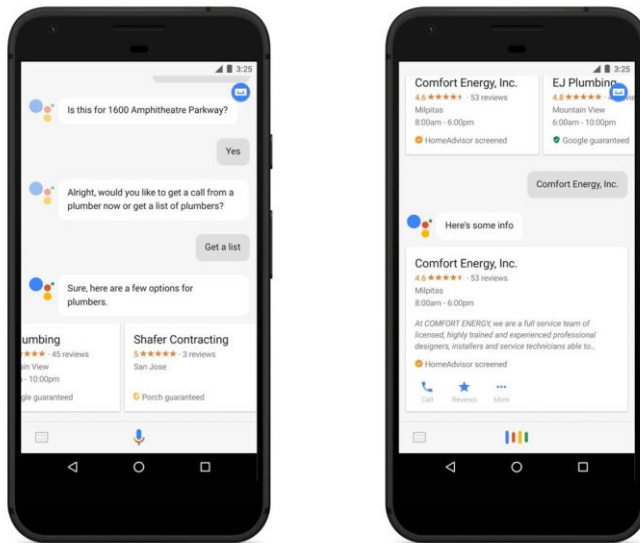 3:25
Is this for 1600 Amphitheatre Parkway?
Yes
Alright, would you like to get a call from a
plumber now or get a list of plumbers?
Get a list
Sure, here are a few options for
plumbers.
umbing
45 reviews
in View
- 10:00pm
gle guaranteed
Shafer Contracting
5 ★★★★★ · 3 reviews
San Jose
Porch guaranteed
3:25
Comfort Energy, Inc.
4.6 ★★★★★ · 53 reviews
Milpitas
8:00am - 6:00pm
HomeAdvisor screened
EJ Plumbing
4.8 ★★★★★
Mountain View
6:00am - 10:00pm
Google guaranteed
Comfort Energy, Inc.
Here's some info
Comfort Energy, Inc.
4.6 ★★★★★ · 53 reviews
Milpitas
8:00am - 6:00pm
At COMFORT ENERGY, we are a full service team of
licensed, highly trained and experienced professional
designers, installers and service technicians able to...
HomeAdvisor screened
Call
Reviews
More